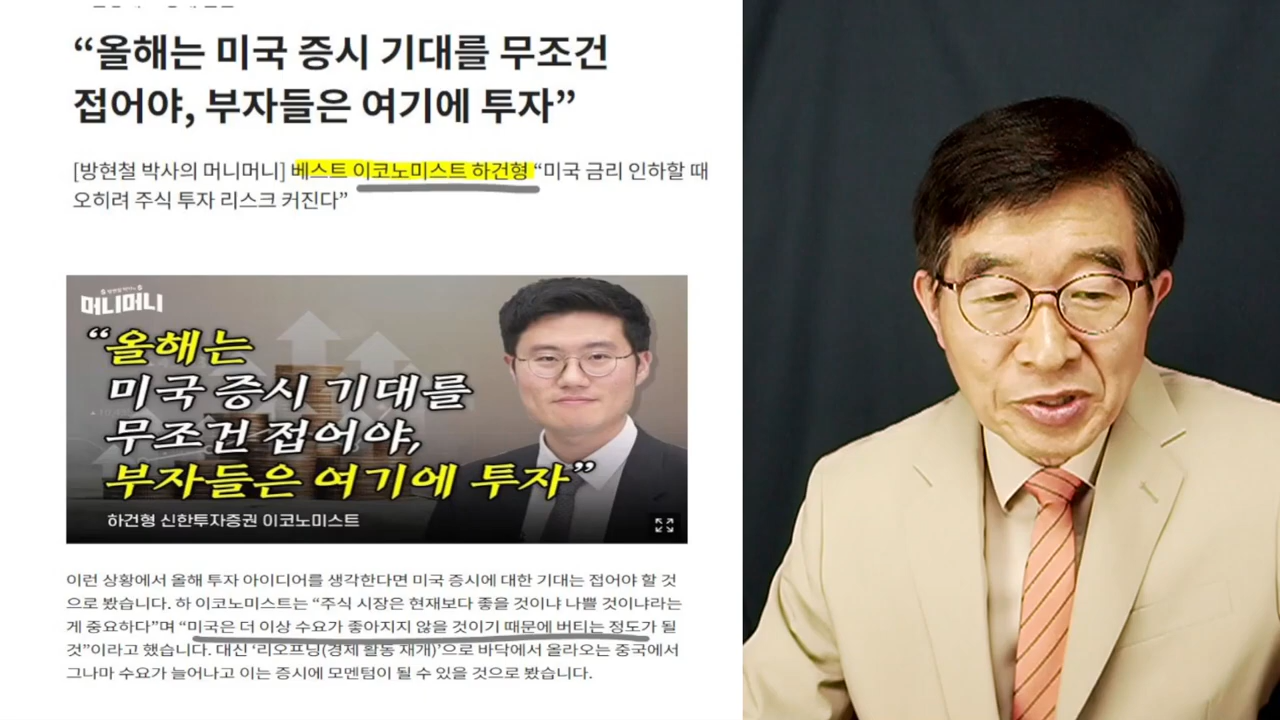 “올해는 미국 증시 기대를 무조건
접어야, 부자들은 여기에 투자”
[방현철 박사의 머니머니] 베스트 이코노미스트 하건형 “미국 금리 인하할 때
오히려 주식 투자 리스크 커진다”
머니머니
“올해는
미국 증시 기대를
무조건 접어야,
부자들은 여기에 투자”
하건형 신한투자증권 이코노미스트
이런 상황에서 올해 투자 아이디어를 생각한다면 미국 증시에 대한 기대는 접어야 할 것
으로 봤습니다. 하 이코노미스트는 “주식 시장은 현재보다 좋을 것이냐 나쁠 것이냐라는
게 중요하다”며 “미국은 더 이상 수요가 좋아지지 않을 것이기 때문에 버티는 정도가 될
것”이라고 했습니다. 대신 ‘리오프닝(경제 활동 재개)’으로 바닥에서 올라오는 중국에서
그나마 수요가 늘어나고 이는 증시에 모멘텀이 될 수 있을 것으로 봤습니다.